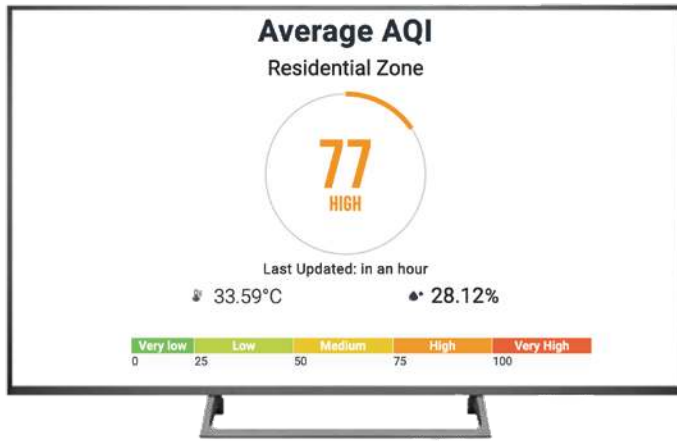 Average AQI
Residential Zone
77
HIGH
Last Updated: in an hour
33.59°C 28.12%
Very low Low Medium High Very High
0 25 50 75 100